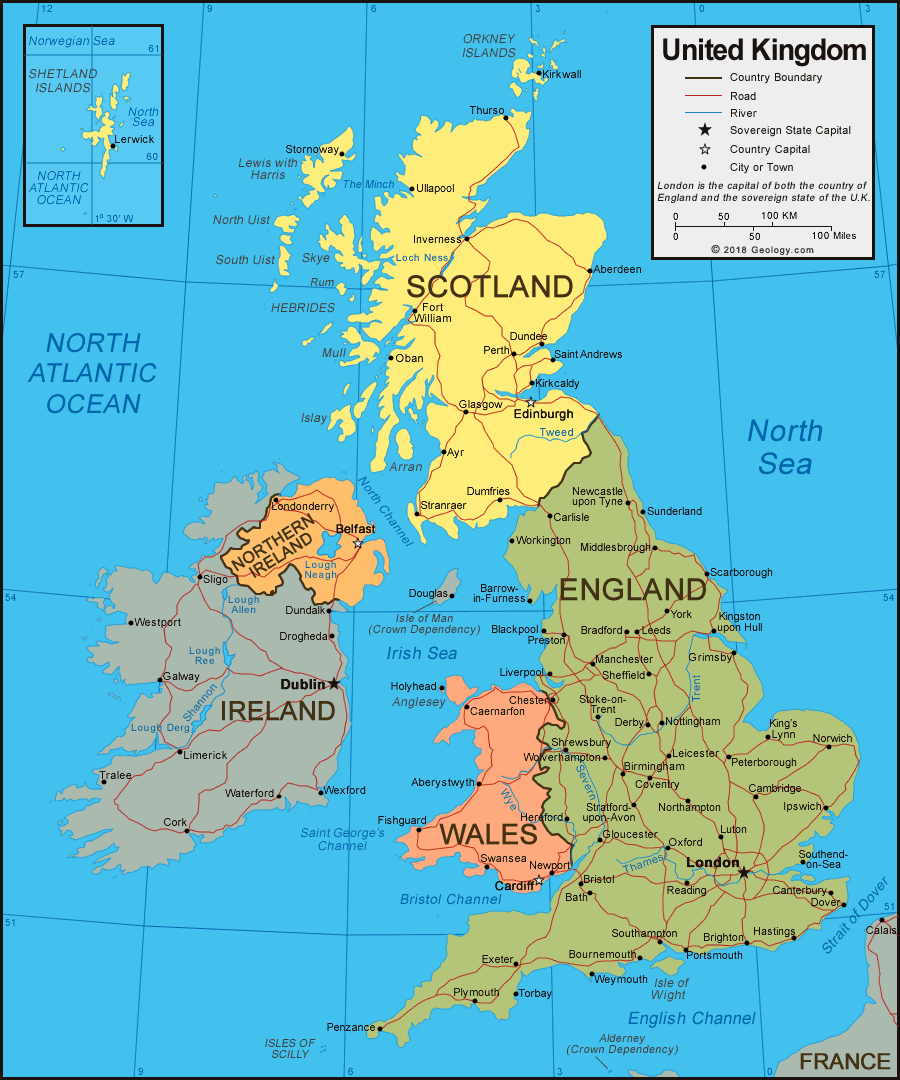 12
9
6
3
0
3
Norwegian Sea
61
SHETLAND
ISLANDS
North
Sea
Lerwick
60
NORTH
ATLANTIC
OCEAN
1° 30' W
United Kingdom
Country Boundary
Road
River
Sovereign State Capital
Country Capital
City or Town
London is the capital of both the country of
England and the sovereign state of the U.K.
0 50 100 KM
0 50 100 Miles
© 2018 Geology.com
ORKNEY
ISLANDS
Kirkwall
Thurso
Stornoway
Lewis with
Harris
The Minch
Ullapool
North Uist
South Uist
Skye
Inverness
Loch Ness
Rum
HEBRIDES
SCOTLAND
Aberdeen
57
57
Fort
William
Mull
Oban
Dundee
Perth
Saint Andrews
Kirkcaldy
Glasgow
Edinburgh
Islay
Arran
Tweed
Ayr
NORTH
ATLANTIC
OCEAN
North
Sea
Dumfries
Stranraer
North Channel
Londonderry
NORTHERN
IRELAND
Belfast
Lough
Neagh
Newcastle
upon Tyne
Sunderland
Carlisle
Workington
Middlesbrough
ENGLAND
Scarborough
54
54
Sligo
Lough
Allen
Dundalk
Douglas
Isle of Man
(Crown Dependency)
Barrow-
in-Furness
York
Kingston
upon Hull
Westport
Drogheda
Blackpool
Preston
Bradford
Leeds
Lough
Ree
Irish Sea
Manchester
Grimsby
Galway
Shannon
Dublin
IRELAND
Holyhead
Anglesey
Liverpool
Sheffield
Trent
Chester
Caernarfon
Stoke-on-
Trent
Derby
Nottingham
King's
Lynn
Norwich
Lough Derg
Limerick
Shrewsbury
Wolverhampton
Leicester
Peterborough
Birmingham
Coventry
Tralee
Waterford
Wexford
Aberystwyth
Wye
Severn
Cambridge
Ipswich
Northampton
Stratford-
upon-Avon
Cork
Saint George's
Channel
Fishguard
WALES
Hereford
Gloucester
Luton
Oxford
Swansea
Newport
Cardiff
Thames
London
Southend-
on-Sea
Bristol Channel
Bristol
Bath
Reading
Canterbury
Dover
Strait of Dover
51
51
Calais
Southampton
Brighton
Hastings
Exeter
Bournemouth
Portsmouth
Weymouth
Isle of
Wight
Plymouth
Torbay
English Channel
Penzance
ISLES OF
SCILLY
Alderney
(Crown Dependency)
FRANCE
9
6
3
0